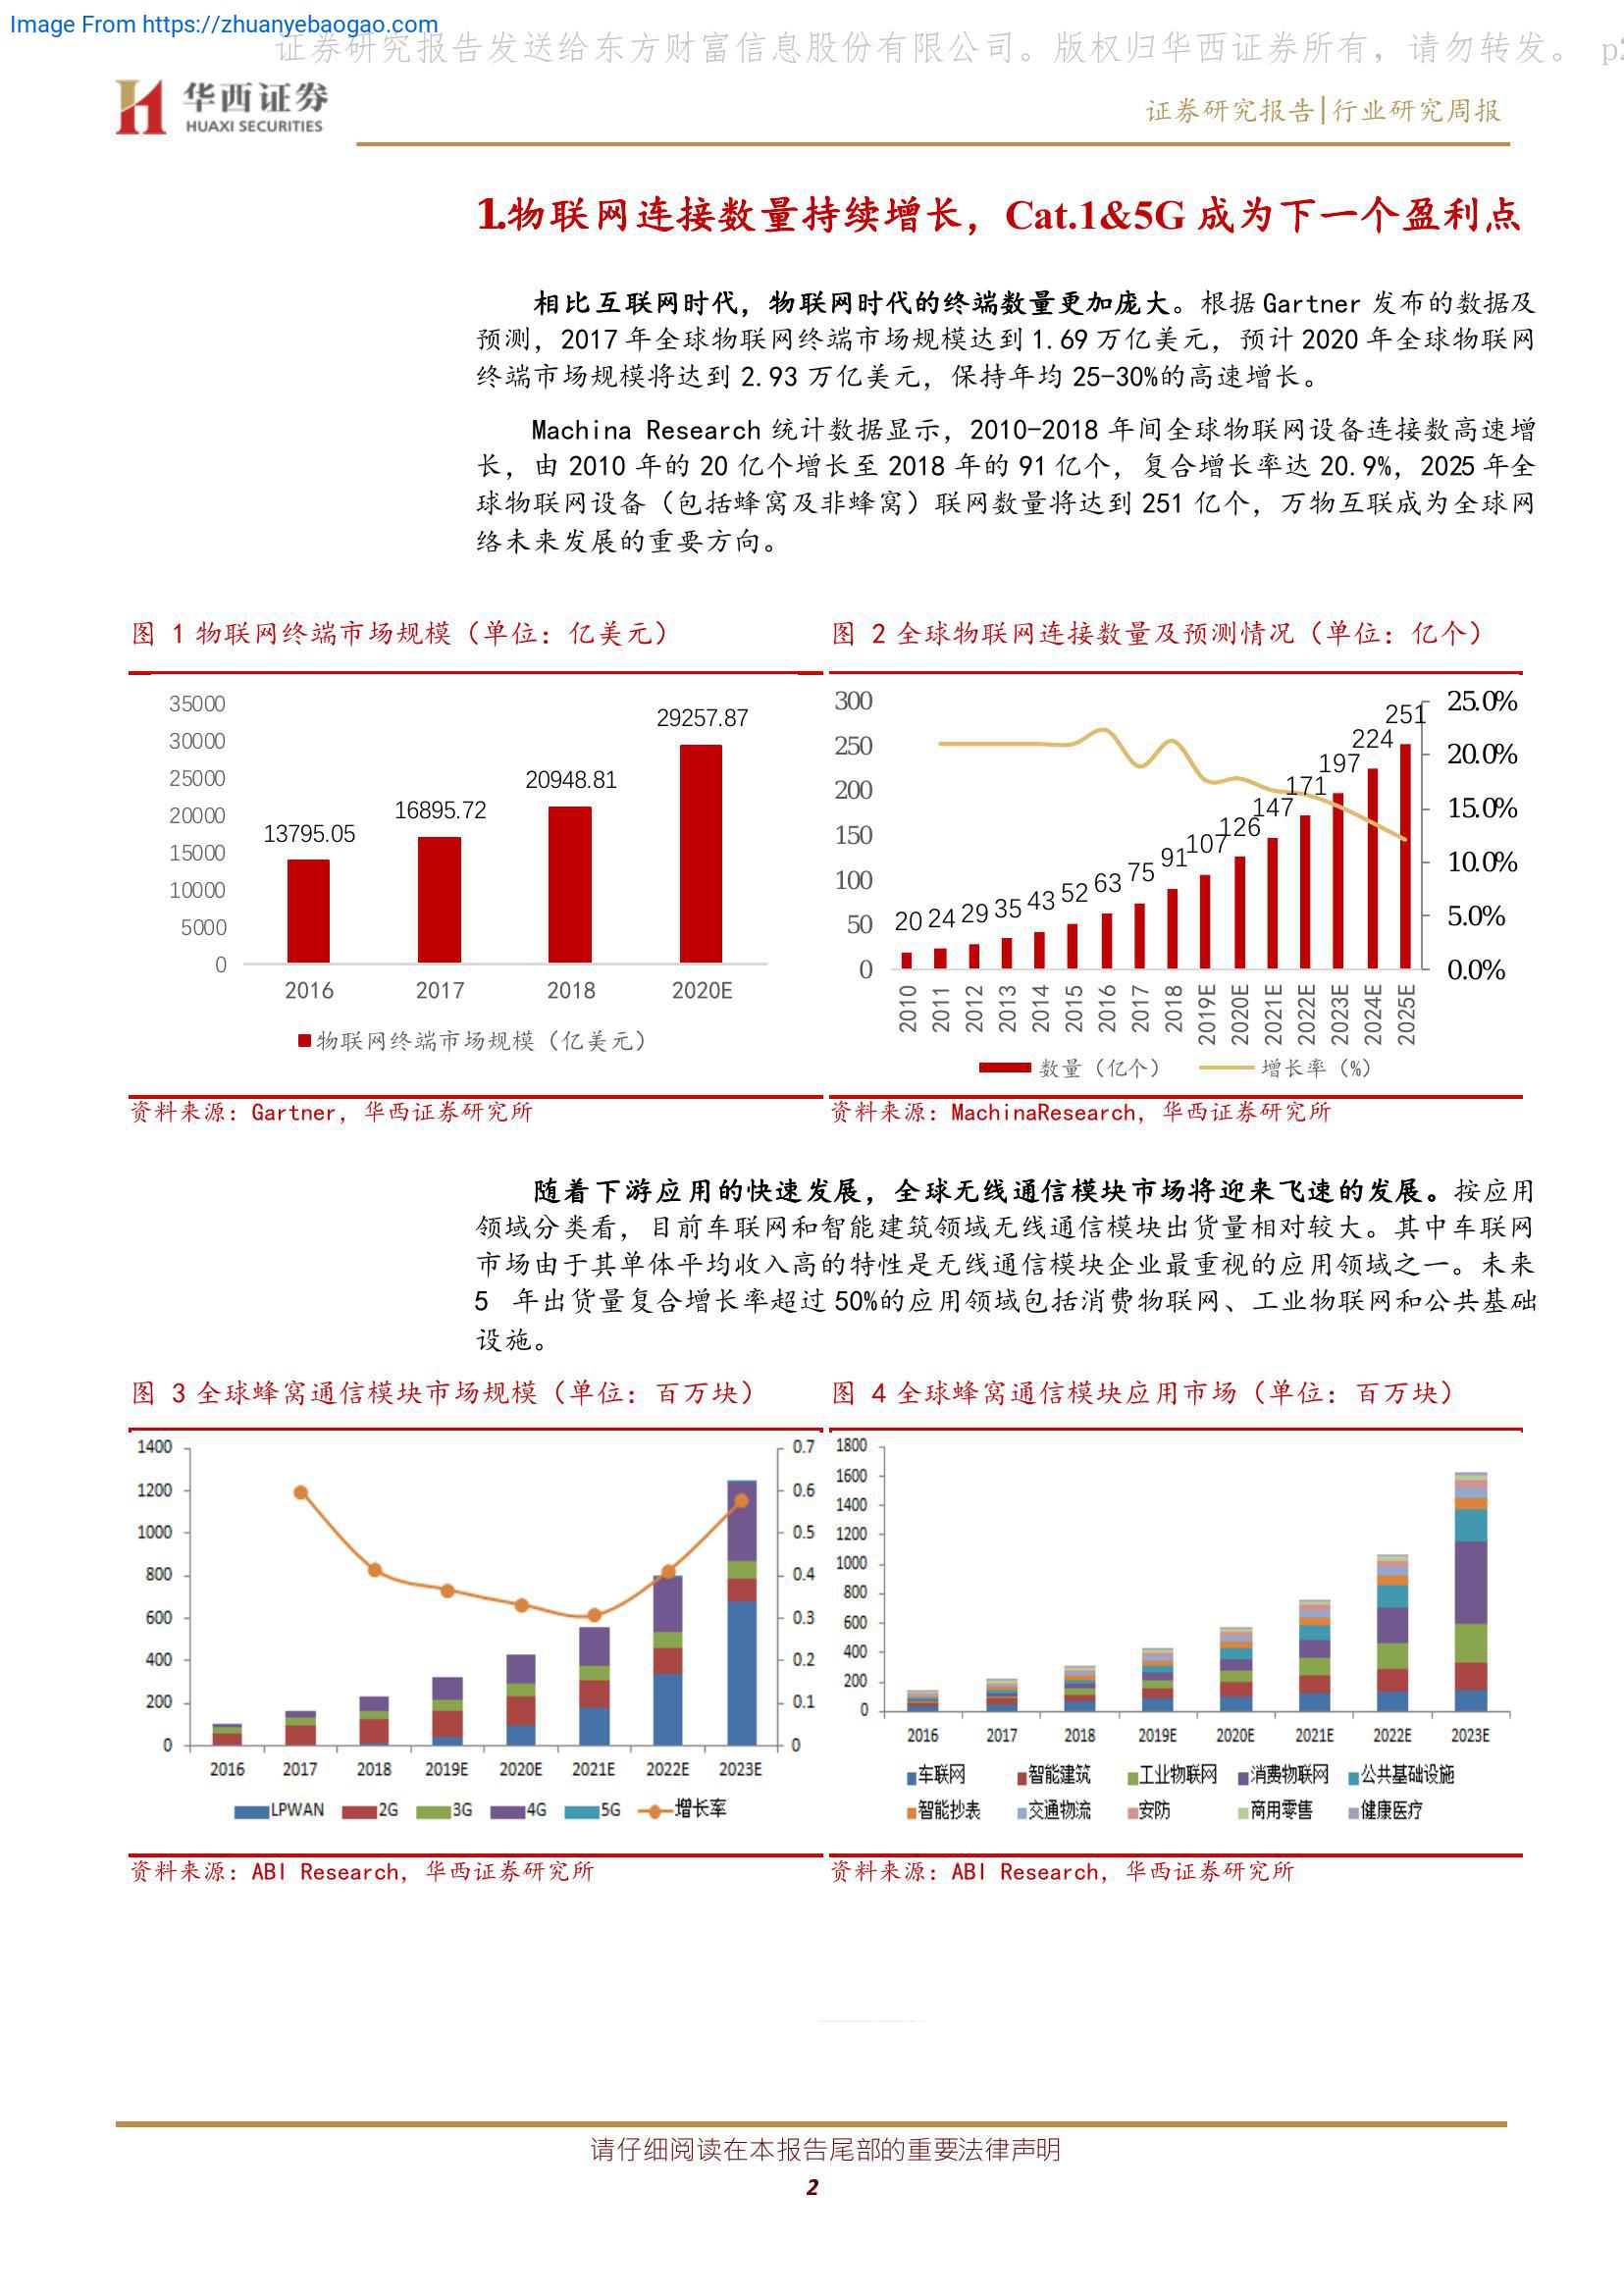 Image From https://zhuanyebaogao.com
证券研究报告发送给东方财富信息股份有限公司。版权归华西证券所有，请勿转发。 p2
华西证券
HUAXI SECURITIES
证券研究报告|行业研究周报
1.物联网连接数量持续增长，Cat.1&5G 成为下一个盈利点
相比互联网时代，物联网时代的终端数量更加庞大。根据 Gartner 发布的数据及
预测，2017 年全球物联网终端市场规模达到 1.69 万亿美元，预计 2020 年全球物联网
终端市场规模将达到 2.93 万亿美元，保持年均 25-30%的高速增长。
Machina Research 统计数据显示，2010-2018 年间全球物联网设备连接数高速增
长，由 2010 年的 20 亿个增长至 2018 年的 91 亿个，复合增长率达 20.9%，2025 年全
球物联网设备（包括蜂窝及非蜂窝）联网数量将达到 251 亿个，万物互联成为全球网
络未来发展的重要方向。
图 1 物联网终端市场规模（单位：亿美元）
35000
30000
25000
20000
15000
10000
5000
0
13795.05
16895.72
20948.81
29257.87
2016 2017 2018 2020E
物联网终端市场规模（亿美元）
资料来源：Gartner，华西证券研究所
图 2 全球物联网连接数量及预测情况（单位：亿个）
300
250
200
150
100
50
0
20 24 29 35 43 52 63 75 91 107 126 147 171 197 224 251
25.0%
20.0%
15.0%
10.0%
5.0%
0.0%
2010 2011 2012 2013 2014 2015 2016 2017 2018 2019E 2020E 2021E 2022E 2023E 2024E 2025E
数量（亿个） 增长率（%）
资料来源：MachinaResearch，华西证券研究所
随着下游应用的快速发展，全球无线通信模块市场将迎来飞速的发展。按应用
领域分类看，目前车联网和智能建筑领域无线通信模块出货量相对较大。其中车联网
市场由于其单体平均收入高的特性是无线通信模块企业最重视的应用领域之一。未来
5 年出货量复合增长率超过 50%的应用领域包括消费物联网、工业物联网和公共基础
设施。
图 3 全球蜂窝通信模块市场规模（单位：百万块）
1400
1200
1000
800
600
400
200
0
0.7
0.6
0.5
0.4
0.3
0.2
0.1
0
2016 2017 2018 2019E 2020E 2021E 2022E 2023E
LPWAN 2G 3G 4G 5G 增长率
资料来源：ABI Research，华西证券研究所
图 4 全球蜂窝通信模块应用市场（单位：百万块）
1800
1600
1400
1200
1000
800
600
400
200
0
2016 2017 2018 2019E 2020E 2021E 2022E 2023E
车联网 智能建筑 工业物联网 消费物联网 公共基础设施
智能抄表 交通物流 安防 商用零售 健康医疗
资料来源：ABI Research，华西证券研究所
请仔细阅读在本报告尾部的重要法律声明
2